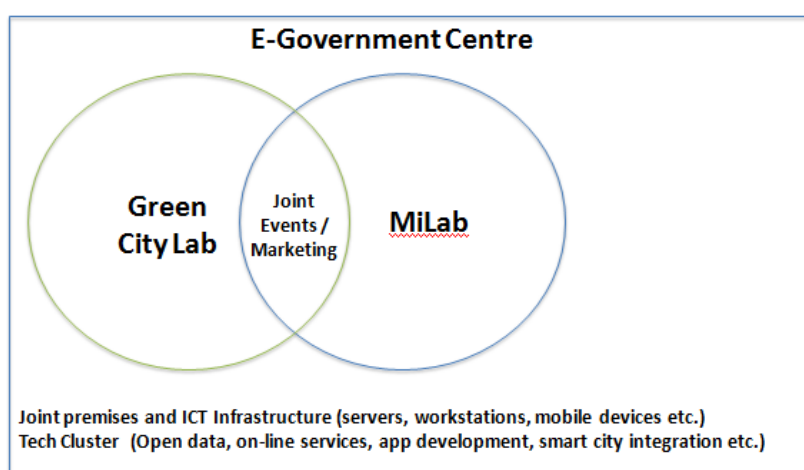 E-Government Centre
Green
City Lab
Joint
Events /
Marketing
MiLab
Joint premises and ICT Infrastructure (servers, workstations, mobile devices etc.)
Tech Cluster  (Open data, on-line services, app development, smart city integration etc.)